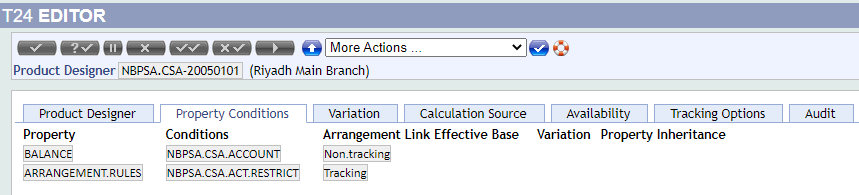 T24 EDITOR
More Actions ...
Product Designer NBPSA.CSA-20050101 (Riyadh Main Branch)
Product Designer Property Conditions Variation Calculation Source Availability Tracking Options Audit
Property Conditions Arrangement Link Effective Base Variation Property Inheritance
BALANCE NBPSA.CSA.ACCOUNT Non.tracking
ARRANGEMENT.RULES NBPSA.CSA.ACT.RESTRICT Tracking